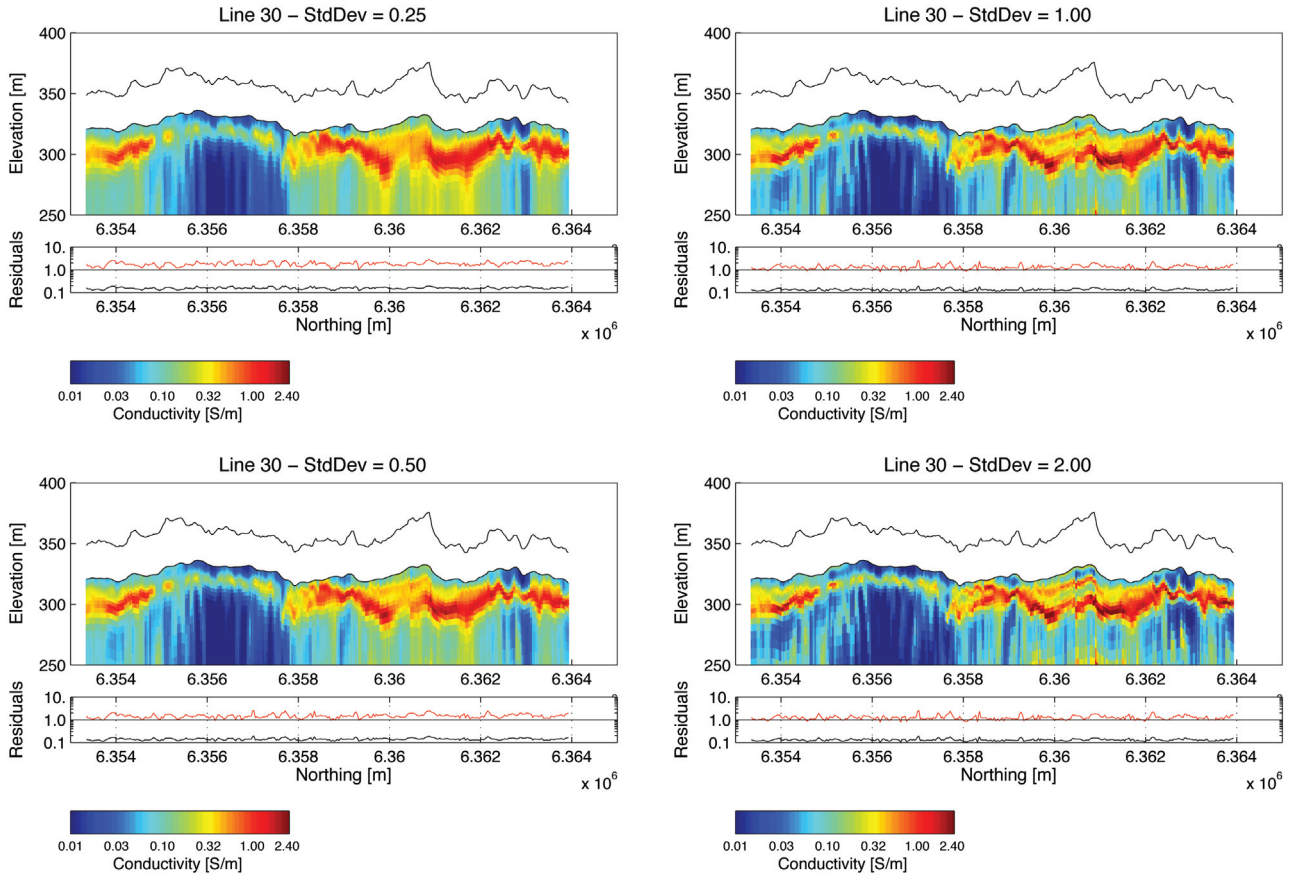 Line 30 – StdDev = 0.25
400
350
300
250
Elevation [m]
6.354 6.356 6.358 6.36 6.362 6.364
10.
1.0
0.1
Residuals
6.354 6.356 6.358 6.36 6.362 6.364
Northing [m]
x 10^6
0.01 0.03 0.10 0.32 1.00 2.40
Conductivity [S/m]
Line 30 – StdDev = 1.00
400
350
300
250
Elevation [m]
6.354 6.356 6.358 6.36 6.362 6.364
10.
1.0
0.1
Residuals
6.354 6.356 6.358 6.36 6.362 6.364
Northing [m]
x 10^6
0.01 0.03 0.10 0.32 1.00 2.40
Conductivity [S/m]
Line 30 – StdDev = 0.50
400
350
300
250
Elevation [m]
6.354 6.356 6.358 6.36 6.362 6.364
10.
1.0
0.1
Residuals
6.354 6.356 6.358 6.36 6.362 6.364
Northing [m]
x 10^6
0.01 0.03 0.10 0.32 1.00 2.40
Conductivity [S/m]
Line 30 – StdDev = 2.00
400
350
300
250
Elevation [m]
6.354 6.356 6.358 6.36 6.362 6.364
10.
1.0
0.1
Residuals
6.354 6.356 6.358 6.36 6.362 6.364
Northing [m]
x 10^6
0.01 0.03 0.10 0.32 1.00 2.40
Conductivity [S/m]